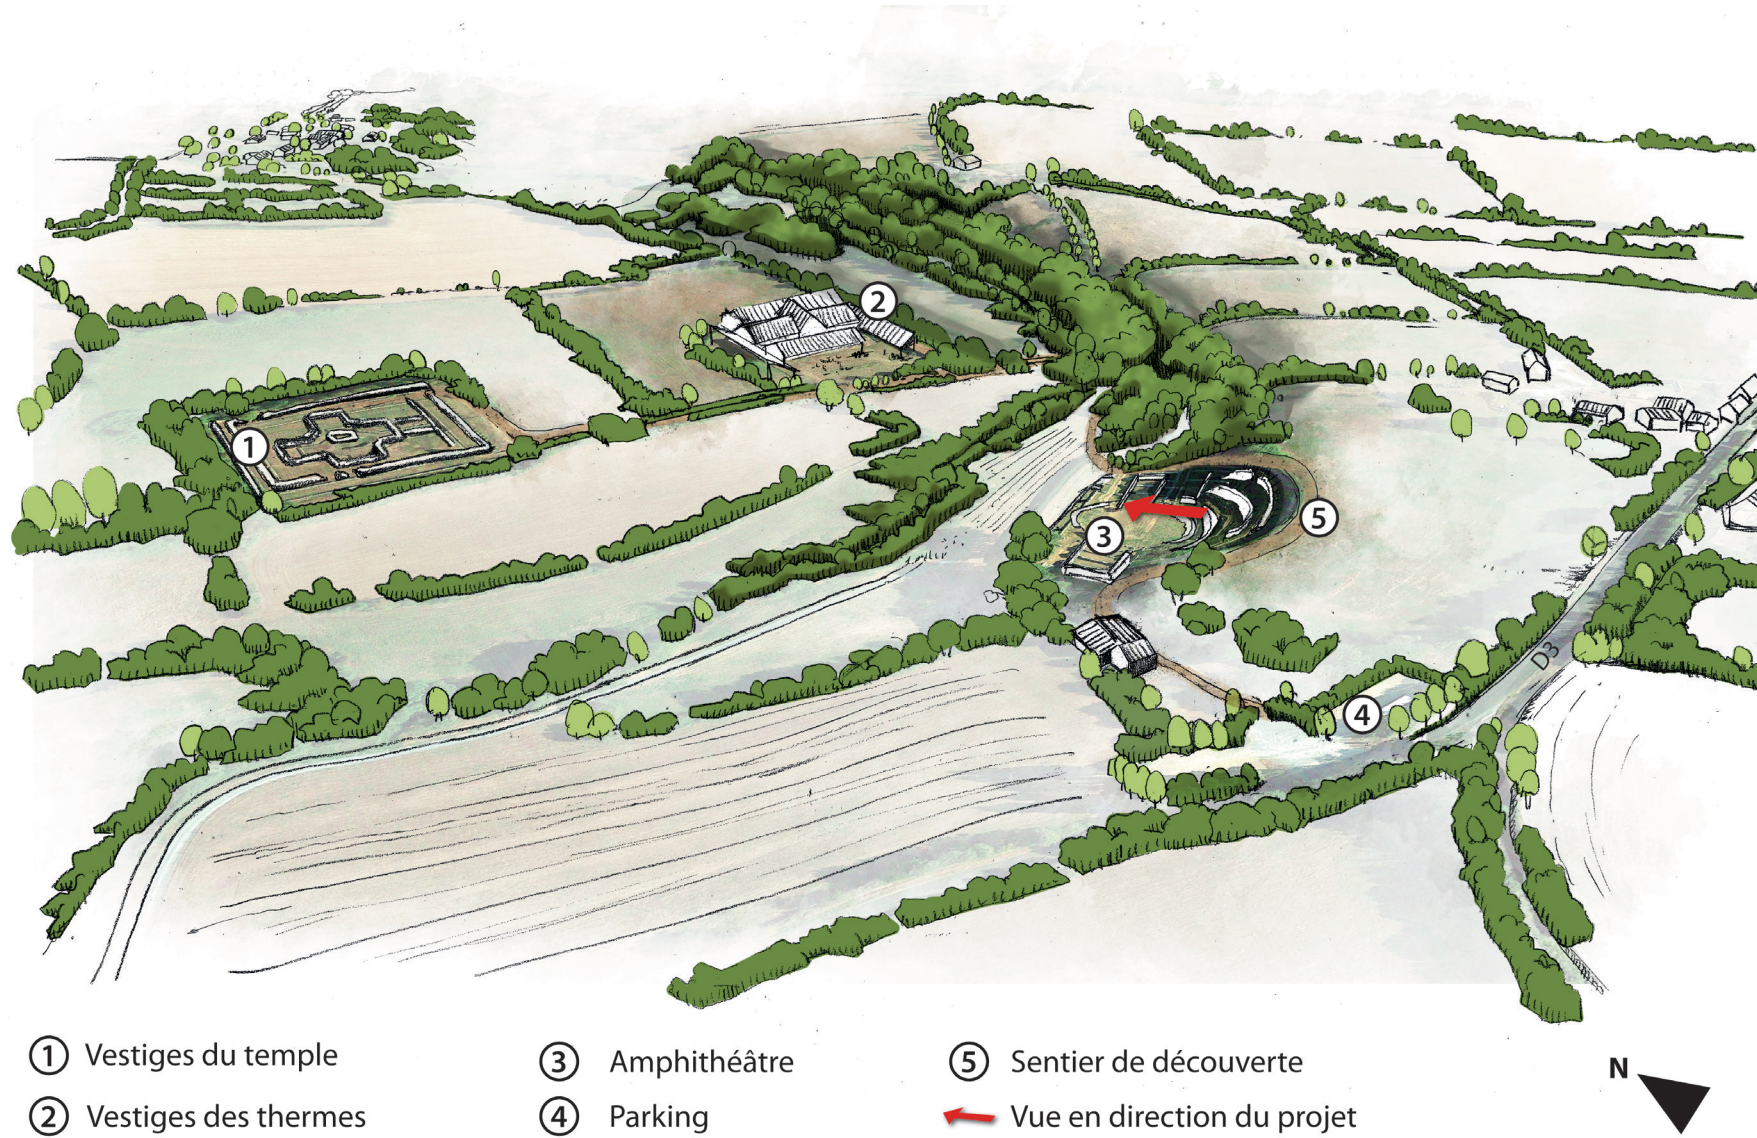 2
1
5
3
D3
4
1 Vestiges du temple
2 Vestiges des thermes
3 Amphithéâtre
4 Parking
5 Sentier de découverte
Vue en direction du projet
N